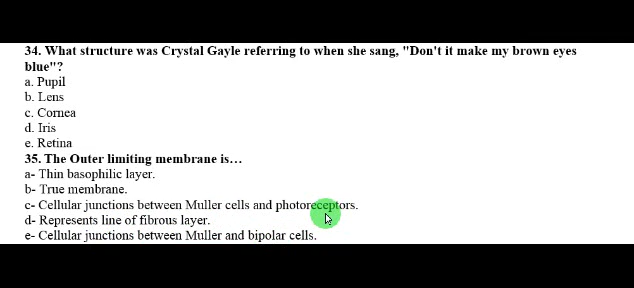 34. What structure was Crystal Gayle referring to when she sang, "Don't it make my brown eyes
blue"?
a. Pupil
b. Lens
c. Cornea
d. Iris
e. Retina
35. The Outer limiting membrane is…
a- Thin basophilic layer.
b- True membrane.
c- Cellular junctions between Muller cells and photoreceptors.
d- Represents line of fibrous layer.
e- Cellular junctions between Muller and bipolar cells.